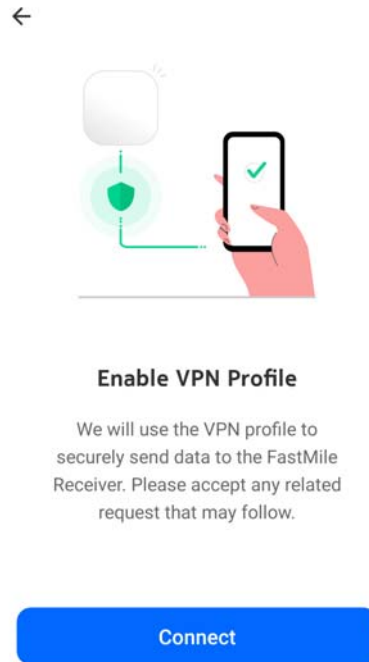 Enable VPN Profile
We will use the VPN profile to
securely send data to the FastMile
Receiver. Please accept any related
request that may follow.
Connect